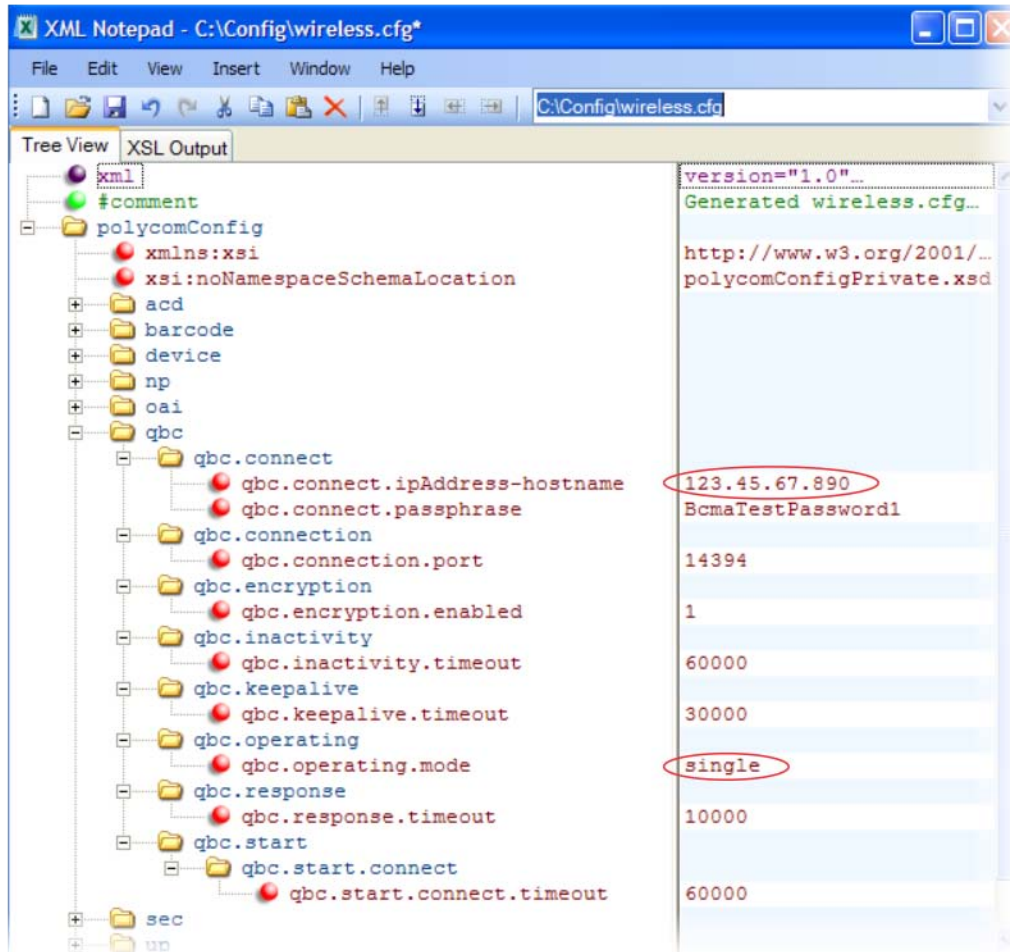 XML Notepad - C:\Config\wireless.cfg*
File Edit View Insert Window Help
C:\Config\wireless.cfg
Tree View XSL Output
xml version="1.0"…
#comment Generated wireless.cfg…
polycomConfig
xmlns:xsi http://www.w3.org/2001/…
xsi:noNamespaceSchemaLocation polycomConfigPrivate.xsd
acd
barcode
device
np
oai
qbc
qbc.connect
qbc.connect.ipAddress-hostname 123.45.67.890
qbc.connect.passphrase BcmaTestPassword1
qbc.connection
qbc.connection.port 14394
qbc.encryption
qbc.encryption.enabled 1
qbc.inactivity
qbc.inactivity.timeout 60000
qbc.keepalive
qbc.keepalive.timeout 30000
qbc.operating
qbc.operating.mode single
qbc.response
qbc.response.timeout 10000
qbc.start
qbc.start.connect
qbc.start.connect.timeout 60000
sec
up